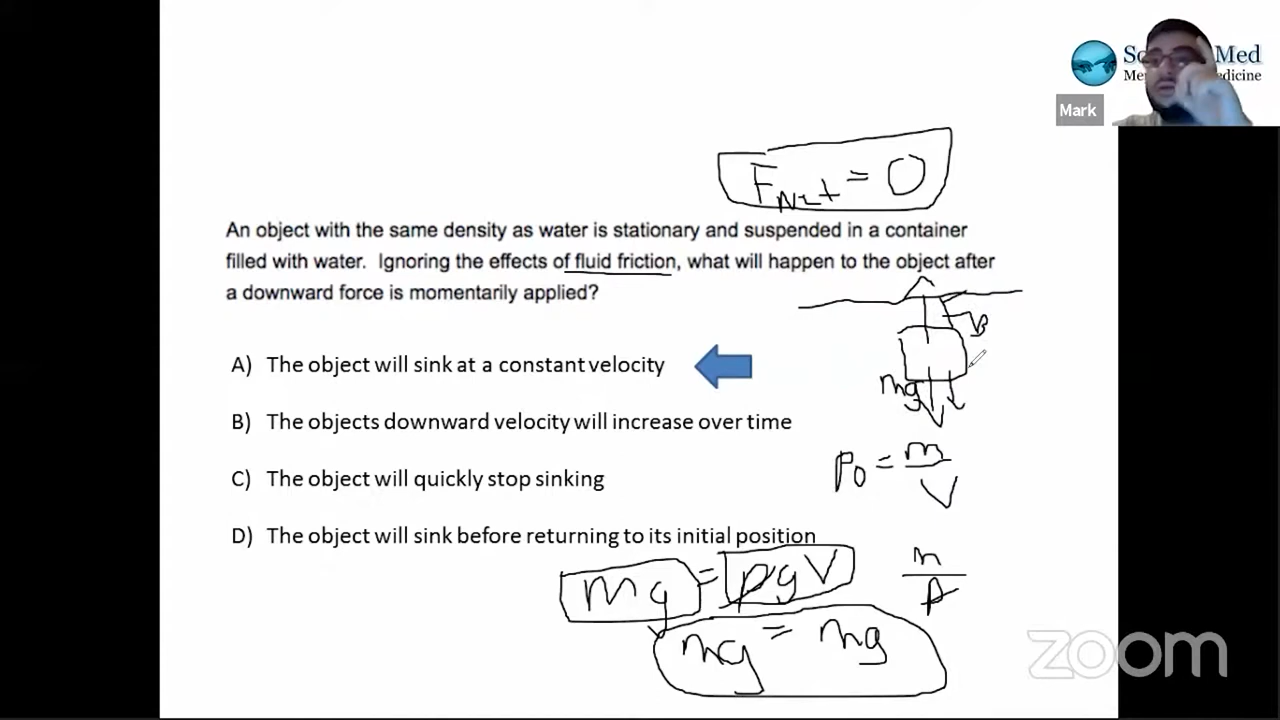 Med
edicine
Mark
F Net = 0
An object with the same density as water is stationary and suspended in a container
filled with water. Ignoring the effects of fluid friction, what will happen to the object after
a downward force is momentarily applied?
B
A) The object will sink at a constant velocity
mg
B) The objects downward velocity will increase over time
ρo = m / V
C) The object will quickly stop sinking
D) The object will sink before returning to its initial position
mg = ρgV
m / ρ
mg = mg
zoom